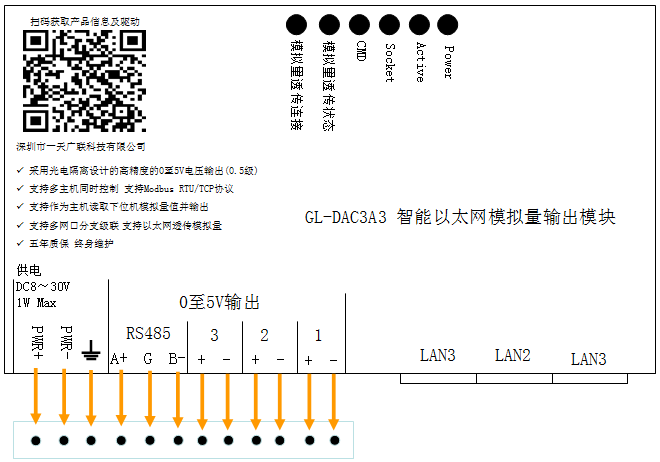 扫码获取产品信息及驱动
模拟量透传连接
模拟量透传状态
CMD
Socket
Active
Power
深圳市一天广联科技有限公司
✓ 采用光电隔离设计的高精度的0至5V电压输出(0.5级)
✓ 支持多主机同时控制 支持Modbus RTU/TCP协议
✓ 支持作为主机读取下位机模拟量值并输出
✓ 支持多网口分支级联 支持以太网透传模拟量
✓ 五年质保 终身维护
GL-DAC3A3 智能以太网模拟量输出模块
供电
DC8～30V
1W Max
0至5V输出
RS485 3 2 1
PWR+ PWR- A+ G B- + - + - + -
LAN3 LAN2 LAN3